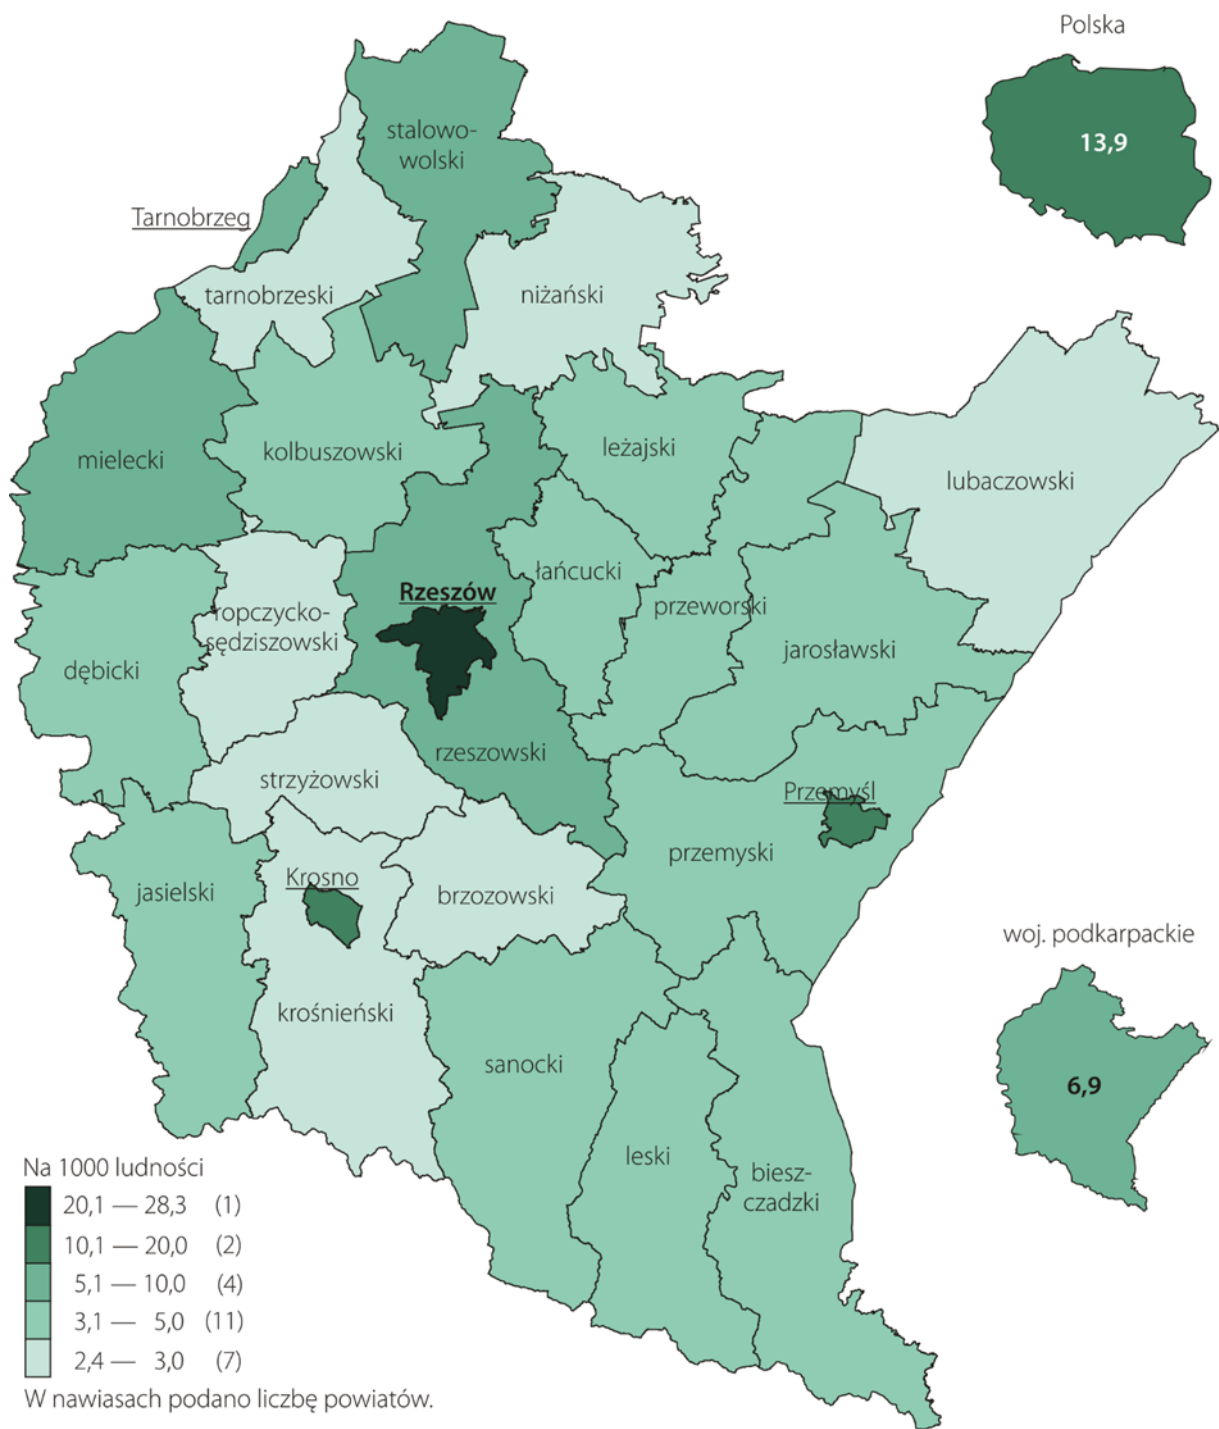 Polska
13,9
stalowo-
wolski
Tarnobrzeg
tarnobrzeski
niżański
mielecki
kolbuszowski
leżajski
lubaczowski
łańcucki
Rzeszów
przeworski
ropczycko-
sędziszowski
jarosławski
dębicki
rzeszowski
strzyżowski
Przemyśl
przemyski
jasielski
Krosno
brzozowski
woj. podkarpackie
6,9
krośnieński
sanocki
leski
biesz-
czadzki
Na 1000 ludności
20,1 — 28,3 (1)
10,1 — 20,0 (2)
5,1 — 10,0 (4)
3,1 — 5,0 (11)
2,4 — 3,0 (7)
W nawiasach podano liczbę powiatów.